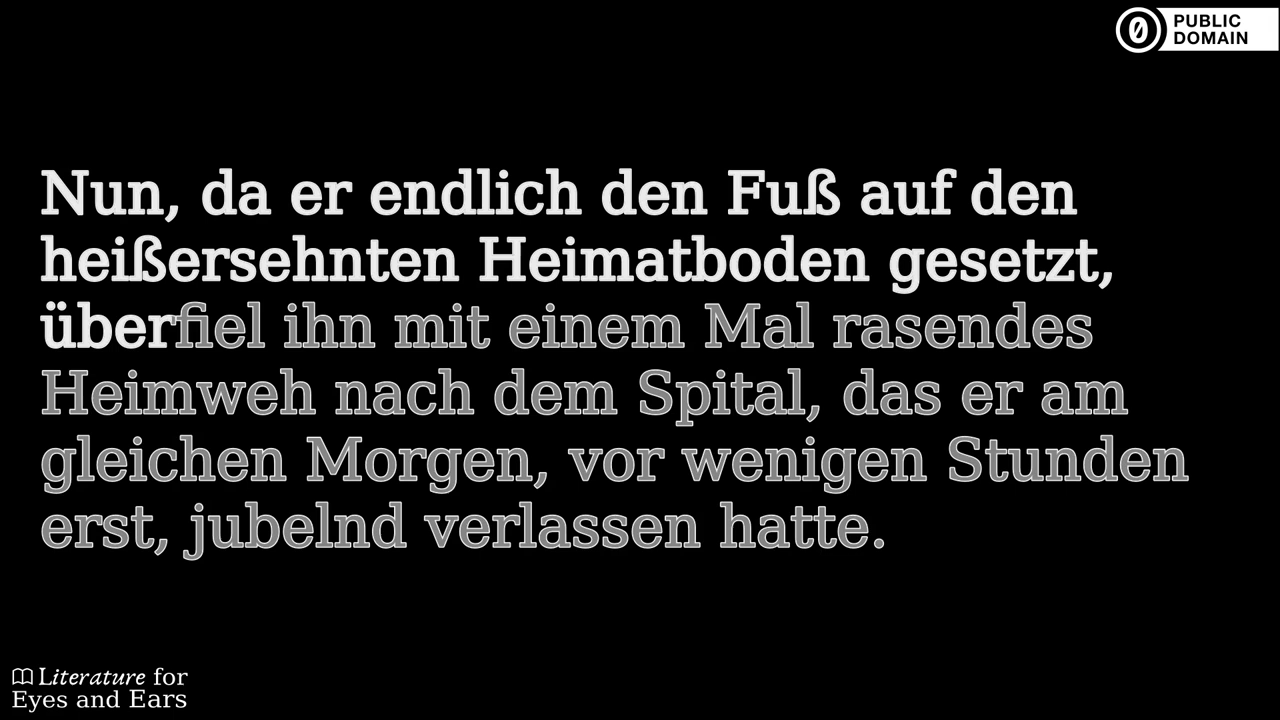 PUBLIC
DOMAIN
Nun, da er endlich den Fuß auf den
heißersehnten Heimatboden gesetzt,
überfiel ihn mit einem Mal rasendes
Heimweh nach dem Spital, das er am
gleichen Morgen, vor wenigen Stunden
erst, jubelnd verlassen hatte.
Literature for
Eyes and Ears